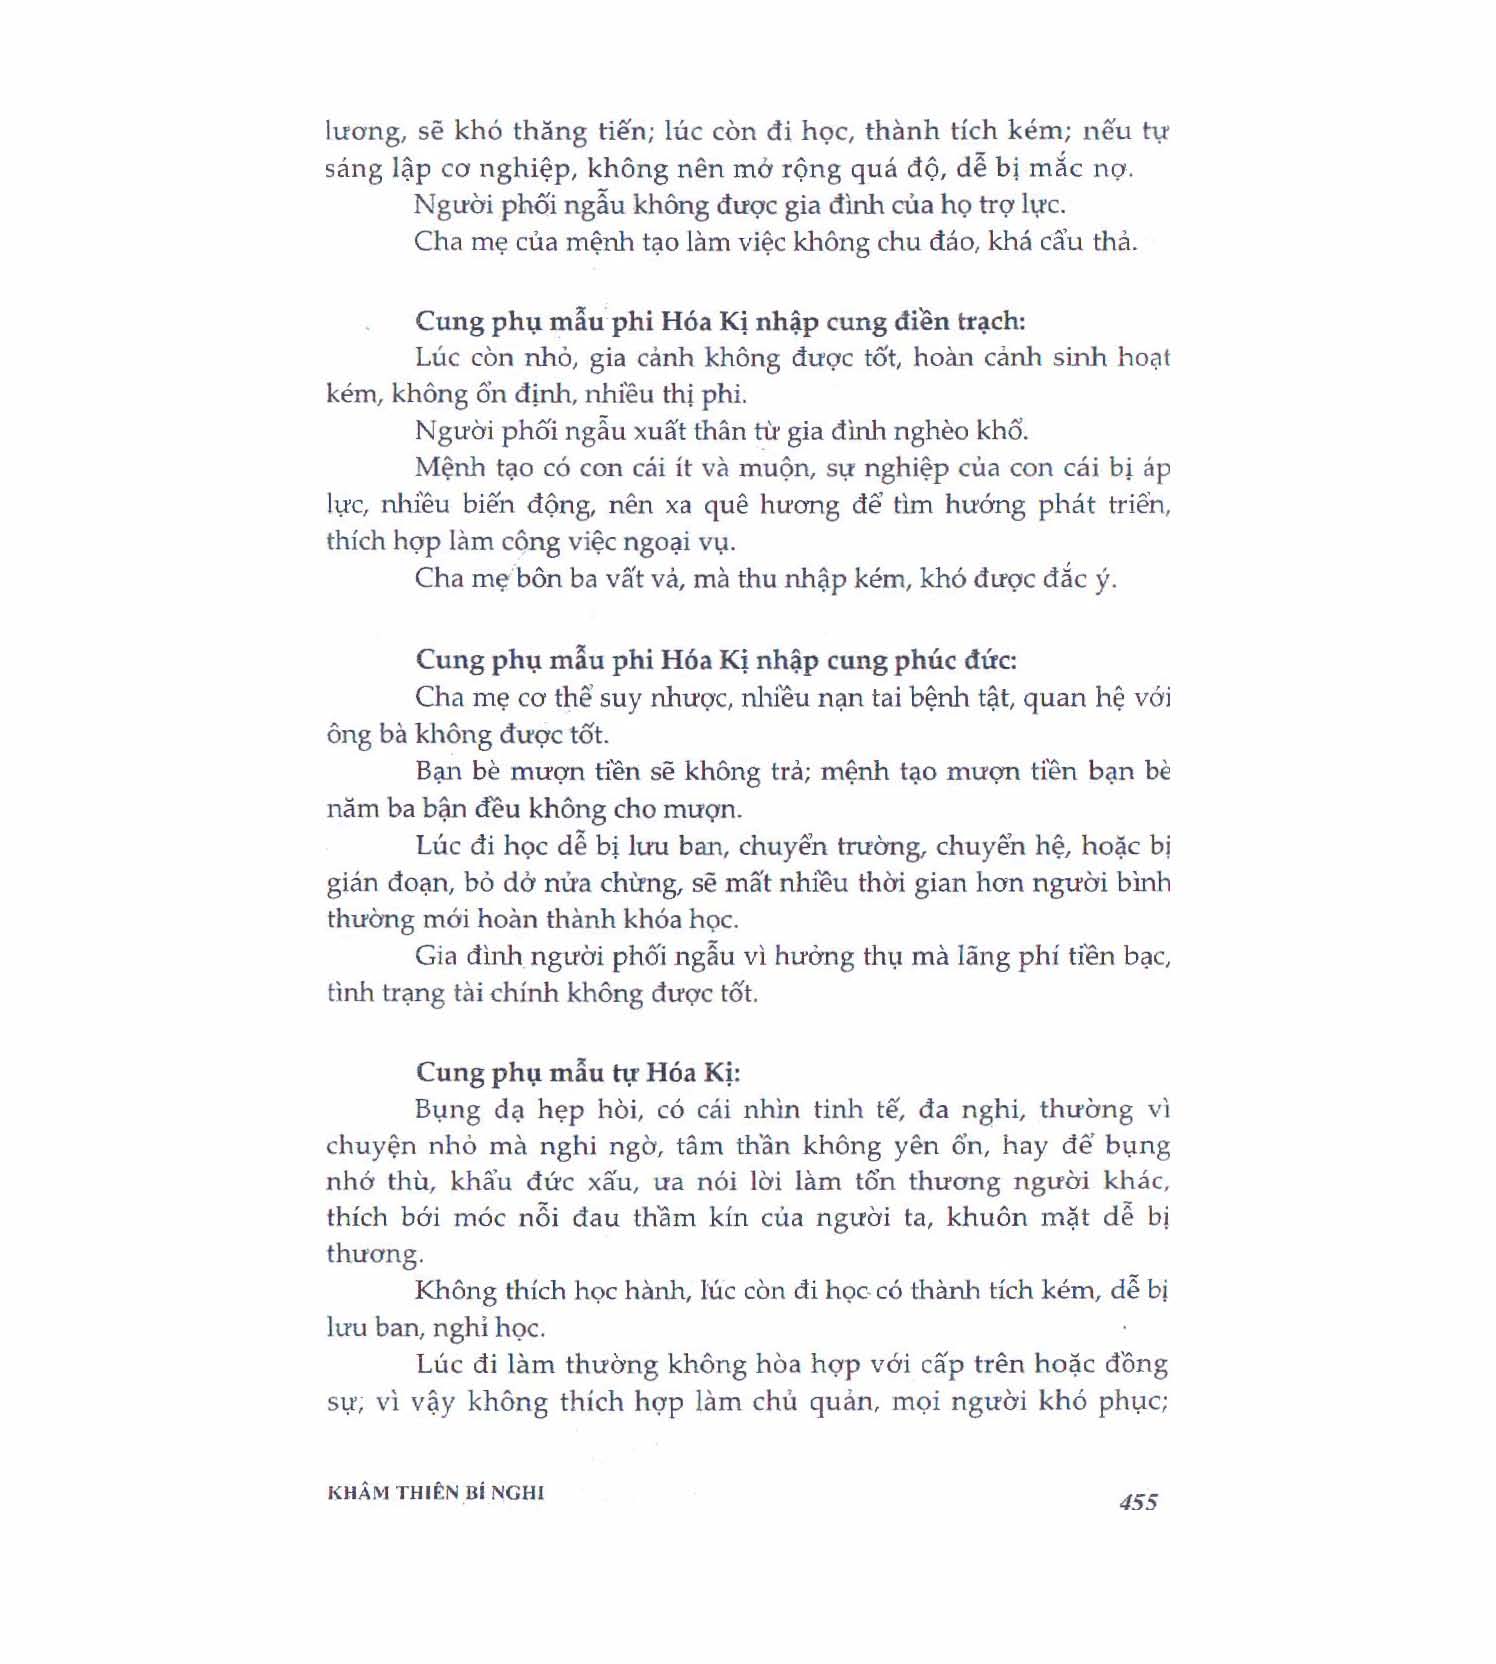 lương, sẽ khó thăng tiến; lúc còn đi học, thành tích kém; nếu tự
sáng lập cơ nghiệp, không nên mở rộng quá độ, dễ bị mắc nợ.
Người phối ngẫu không được gia đình của họ trợ lực.
Cha mẹ của mệnh tạo làm việc không chu đáo, khá cẩu thả.
Cung phụ mẫu phi Hóa Kị nhập cung điền trạch:
Lúc còn nhỏ, gia cảnh không được tốt, hoàn cảnh sinh hoạt
kém, không ổn định, nhiều thị phi.
Người phối ngẫu xuất thân từ gia đình nghèo khổ.
Mệnh tạo có con cái ít và muộn, sự nghiệp của con cái bị áp
lực, nhiều biến động, nên xa quê hương để tìm hướng phát triển,
thích hợp làm công việc ngoại vụ.
Cha mẹ bôn ba vất vả, mà thu nhập kém, khó được đắc ý.
Cung phụ mẫu phi Hóa Kị nhập cung phúc đức:
Cha mẹ cơ thể suy nhược, nhiều nạn tai bệnh tật, quan hệ với
ông bà không được tốt.
Bạn bè mượn tiền sẽ không trả; mệnh tạo mượn tiền bạn bè
năm ba bận đều không cho mượn.
Lúc đi học dễ bị lưu ban, chuyển trường, chuyển hệ, hoặc bị
gián đoạn, bỏ dở nửa chừng, sẽ mất nhiều thời gian hơn người bình
thường mới hoàn thành khóa học.
Gia đình người phối ngẫu vì hưởng thụ mà lãng phí tiền bạc,
tình trạng tài chính không được tốt.
Cung phụ mẫu tự Hóa Kị:
Bụng dạ hẹp hòi, có cái nhìn tinh tế, đa nghi, thường vì
chuyện nhỏ mà nghi ngờ, tâm thần không yên ổn, hay để bụng
nhớ thù, khẩu đức xấu, ưa nói lời làm tổn thương người khác,
thích bới móc nỗi đau thầm kín của người ta, khuôn mặt dễ bị
thương.
Không thích học hành, lúc còn đi học có thành tích kém, dễ bị
lưu ban, nghỉ học.
Lúc đi làm thường không hòa hợp với cấp trên hoặc đồng
sự; vì vậy không thích hợp làm chủ quản, mọi người khó phục;
KHÂM THIÊN BÍ NGHI
455